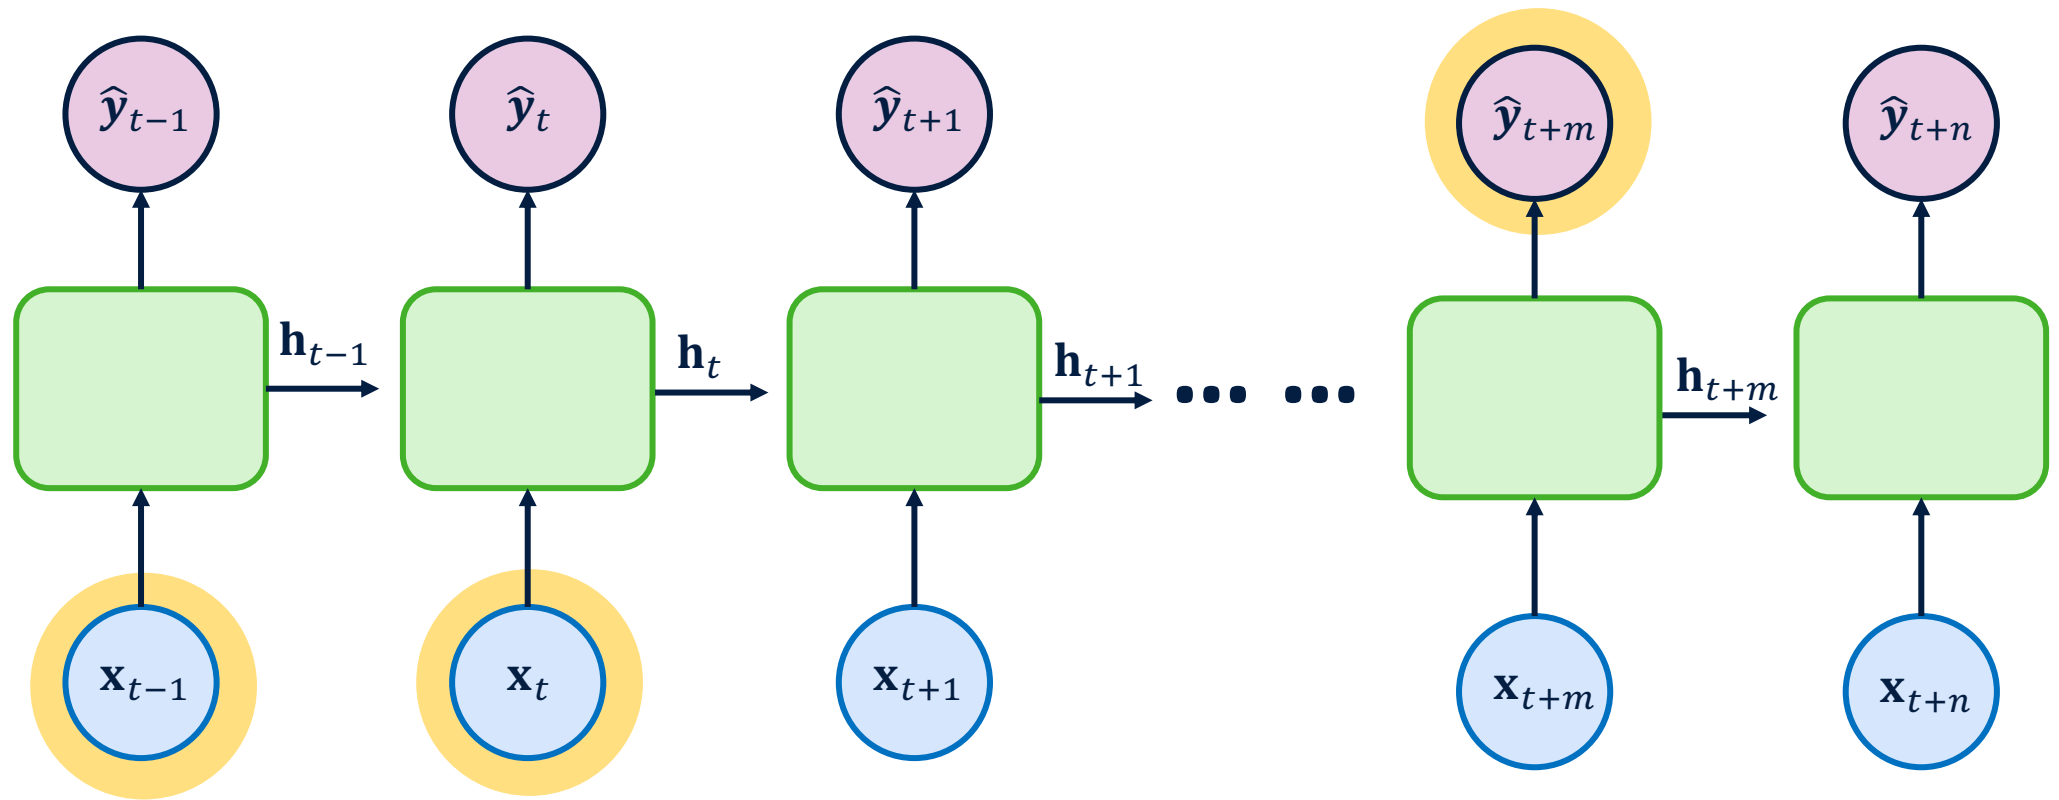 ŷₜ₋₁ ŷₜ ŷₜ₊₁ ŷₜ₊ₘ ŷₜ₊ₙ
hₜ₋₁ hₜ hₜ₊₁ ...... hₜ₊ₘ
xₜ₋₁ xₜ xₜ₊₁ xₜ₊ₘ xₜ₊ₙ